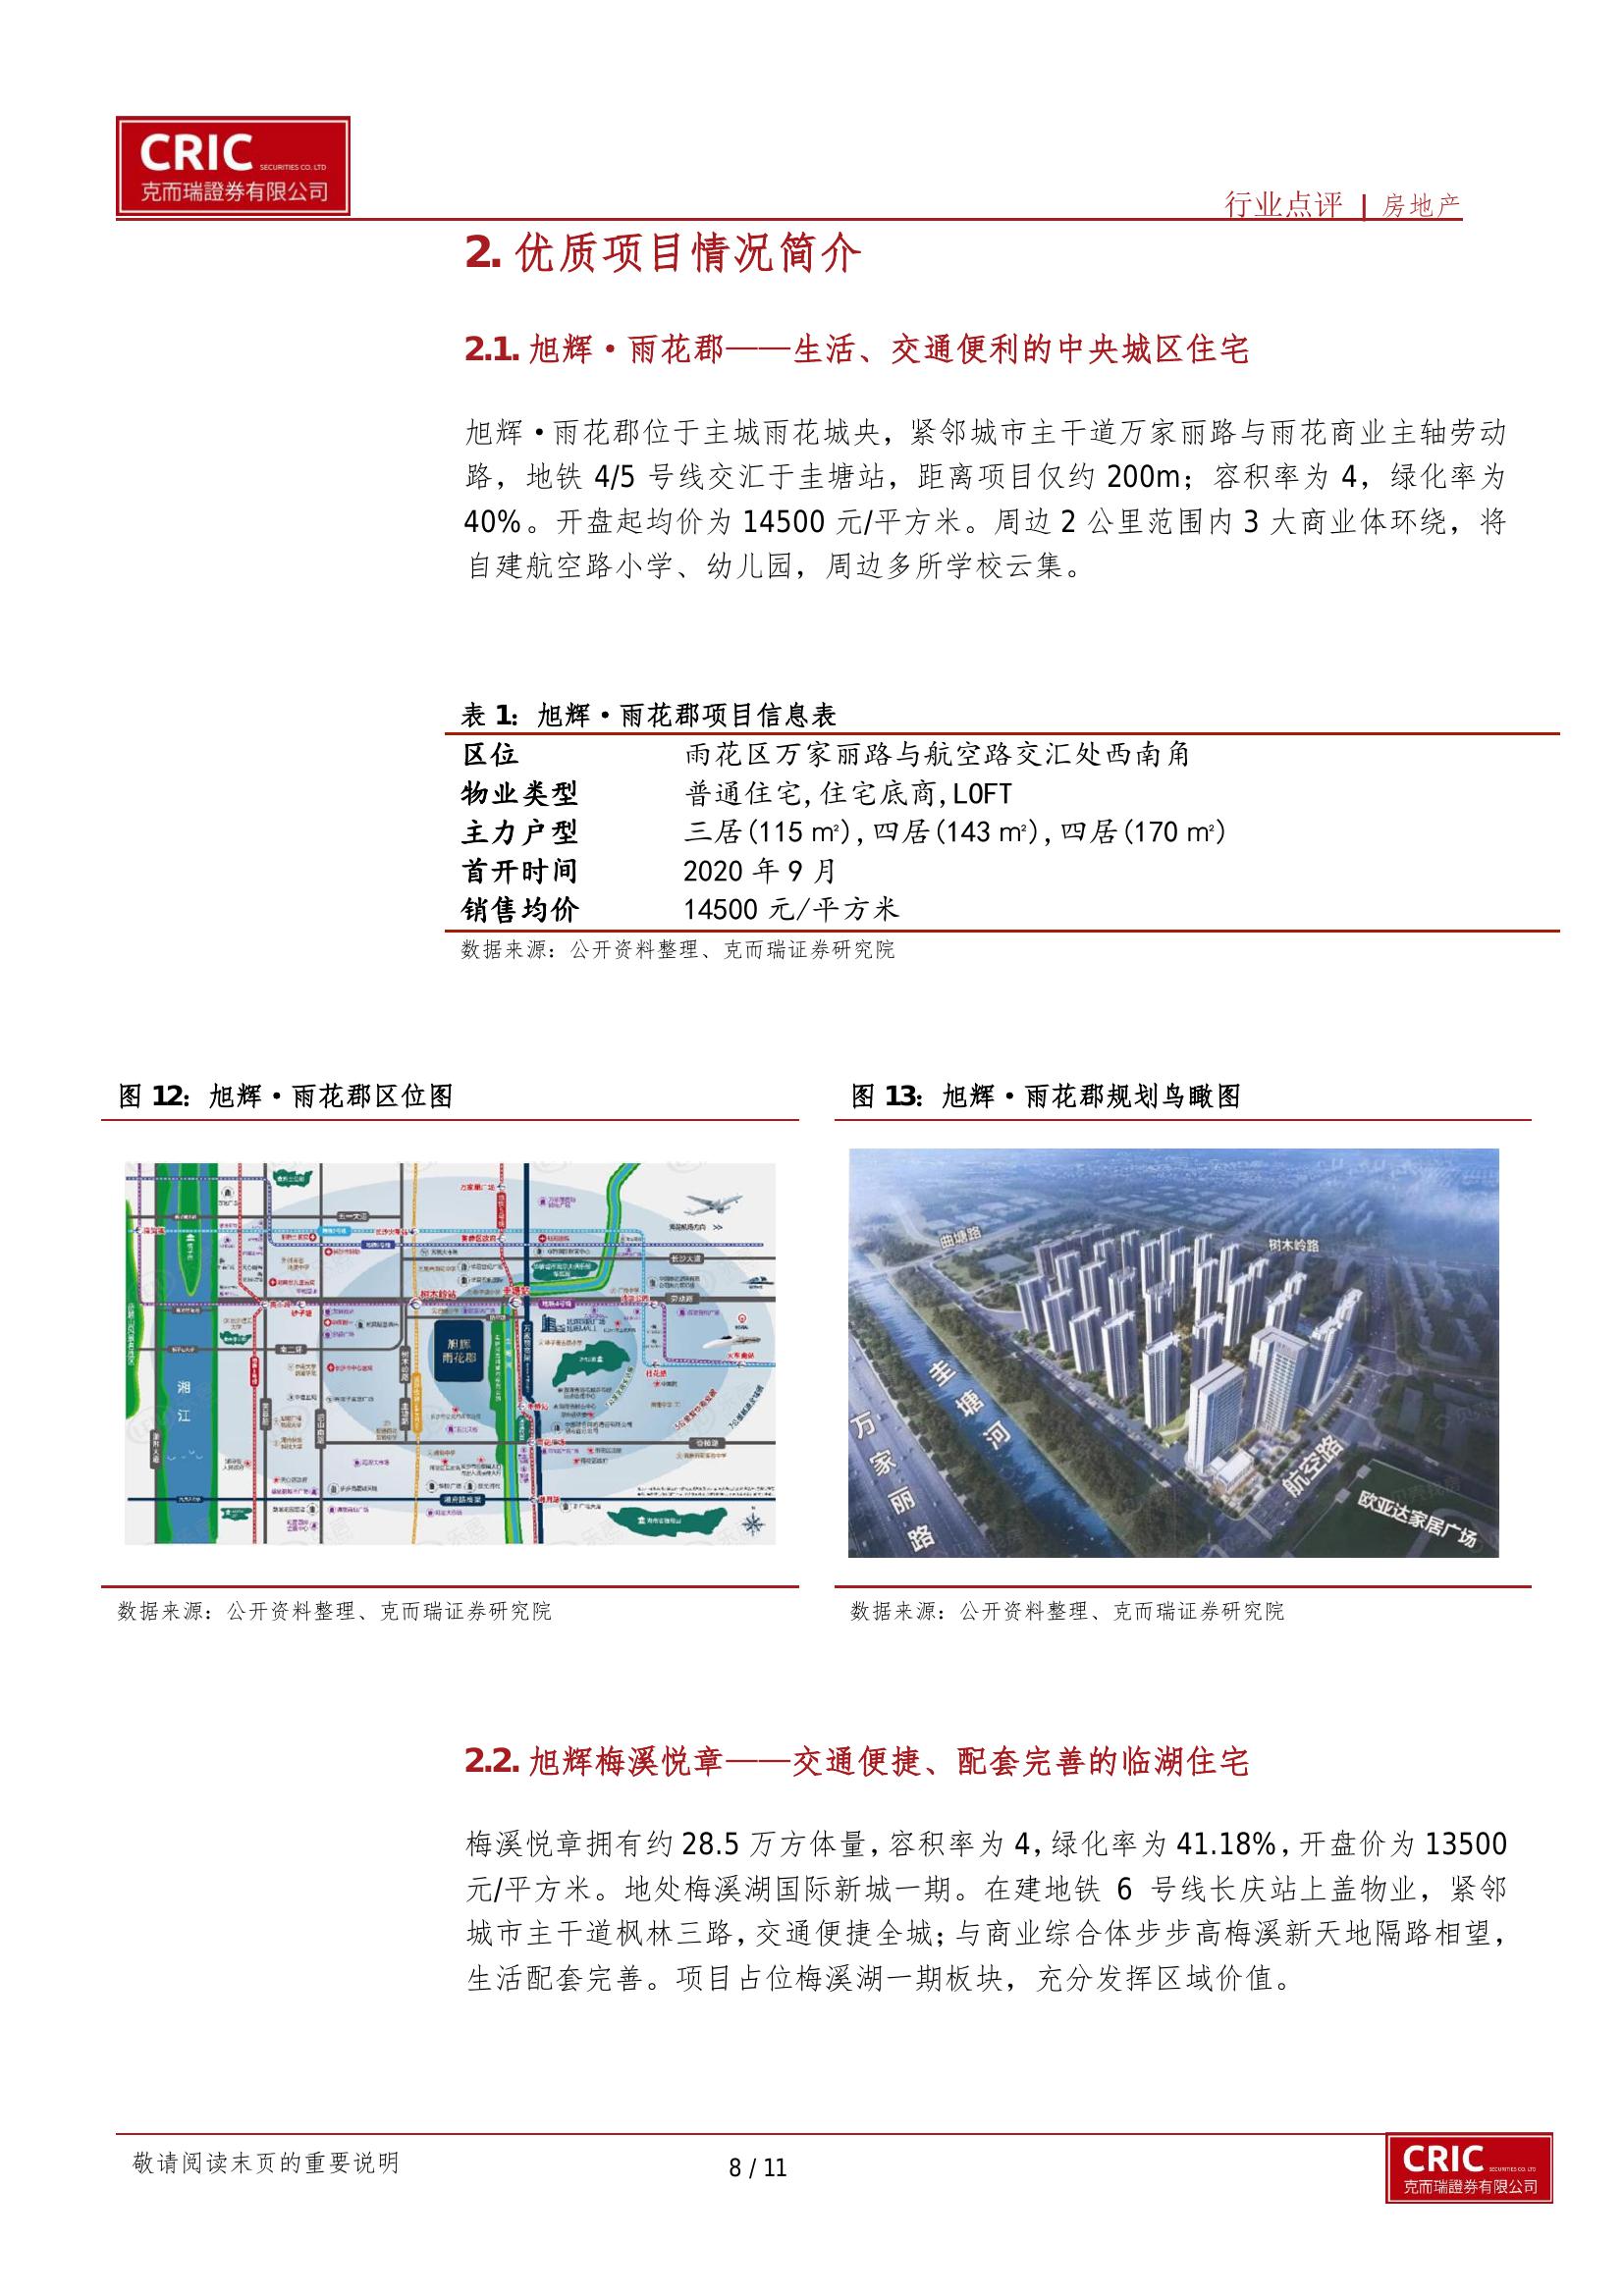 CRIC SECURITIES CO. LTD
克而瑞證券有限公司
行业点评 | 房地产
2. 优质项目情况简介
2.1. 旭辉·雨花郡——生活、交通便利的中央城区住宅
旭辉·雨花郡位于主城雨花城央，紧邻城市主干道万家丽路与雨花商业主轴劳动
路，地铁 4/5 号线交汇于圭塘站，距离项目仅约 200m；容积率为 4，绿化率为
40%。开盘起均价为 14500 元/平方米。周边 2 公里范围内 3 大商业体环绕，将
自建航空路小学、幼儿园，周边多所学校云集。
表 1：旭辉·雨花郡项目信息表
区位 雨花区万家丽路与航空路交汇处西南角
物业类型 普通住宅,住宅底商,LOFT
主力户型 三居(115 ㎡),四居(143 ㎡),四居(170 ㎡)
首开时间 2020 年 9 月
销售均价 14500 元/平方米
数据来源：公开资料整理、克而瑞证券研究院
图 12：旭辉·雨花郡区位图
图 13：旭辉·雨花郡规划鸟瞰图
万家丽广场
长沙大道
树木岭站
圭塘站
劳动路
旭辉
雨花郡
湘江
火车南站
桂花站
曲塘路
树木岭路
圭塘河
万家丽路
航空路
欧亚达家居广场
数据来源：公开资料整理、克而瑞证券研究院
数据来源：公开资料整理、克而瑞证券研究院
2.2. 旭辉梅溪悦章——交通便捷、配套完善的临湖住宅
梅溪悦章拥有约 28.5 万方体量,容积率为 4,绿化率为 41.18%,开盘价为 13500
元/平方米。地处梅溪湖国际新城一期。在建地铁 6 号线长庆站上盖物业，紧邻
城市主干道枫林三路,交通便捷全城;与商业综合体步步高梅溪新天地隔路相望，
生活配套完善。项目占位梅溪湖一期板块，充分发挥区域价值。
敬请阅读末页的重要说明
8 / 11
CRIC SECURITIES CO. LTD
克而瑞證券有限公司